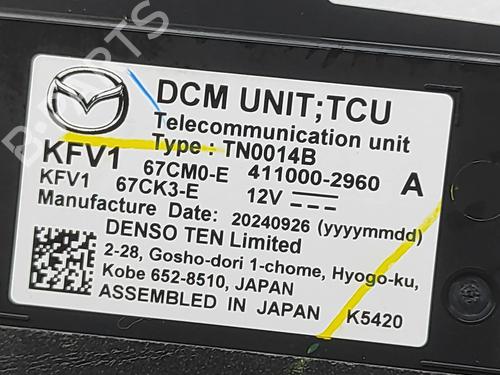 DCM UNIT;TCU
Telecommunication unit
Type : TN0014B
KFV1 67CM0-E 411000-2960 A
KFV1 67CK3-E 12V
Manufacture Date: 20240926 (yyyymmdd)
DENSO TEN Limited
2-28, Gosho-dori 1-chome, Hyogo-ku,
Kobe 652-8510, JAPAN
ASSEMBLED IN JAPAN K5420
B-PARTS